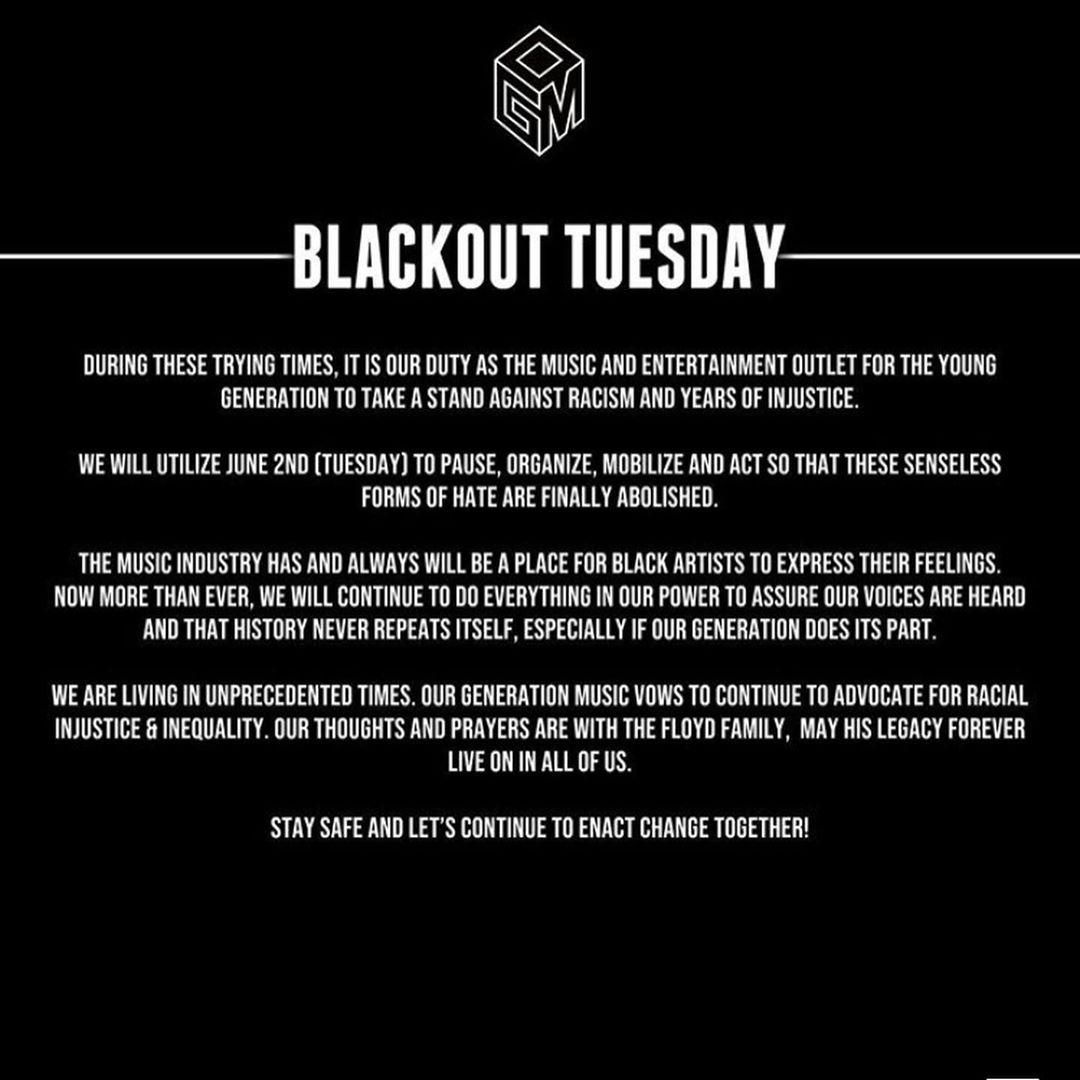 OGM
BLACKOUT TUESDAY
DURING THESE TRYING TIMES, IT IS OUR DUTY AS THE MUSIC AND ENTERTAINMENT OUTLET FOR THE YOUNG
GENERATION TO TAKE A STAND AGAINST RACISM AND YEARS OF INJUSTICE.
WE WILL UTILIZE JUNE 2ND (TUESDAY) TO PAUSE, ORGANIZE, MOBILIZE AND ACT SO THAT THESE SENSELESS
FORMS OF HATE ARE FINALLY ABOLISHED.
THE MUSIC INDUSTRY HAS AND ALWAYS WILL BE A PLACE FOR BLACK ARTISTS TO EXPRESS THEIR FEELINGS.
NOW MORE THAN EVER, WE WILL CONTINUE TO DO EVERYTHING IN OUR POWER TO ASSURE OUR VOICES ARE HEARD
AND THAT HISTORY NEVER REPEATS ITSELF, ESPECIALLY IF OUR GENERATION DOES ITS PART.
WE ARE LIVING IN UNPRECEDENTED TIMES. OUR GENERATION MUSIC VOWS TO CONTINUE TO ADVOCATE FOR RACIAL
INJUSTICE & INEQUALITY. OUR THOUGHTS AND PRAYERS ARE WITH THE FLOYD FAMILY, MAY HIS LEGACY FOREVER
LIVE ON IN ALL OF US.
STAY SAFE AND LET'S CONTINUE TO ENACT CHANGE TOGETHER!